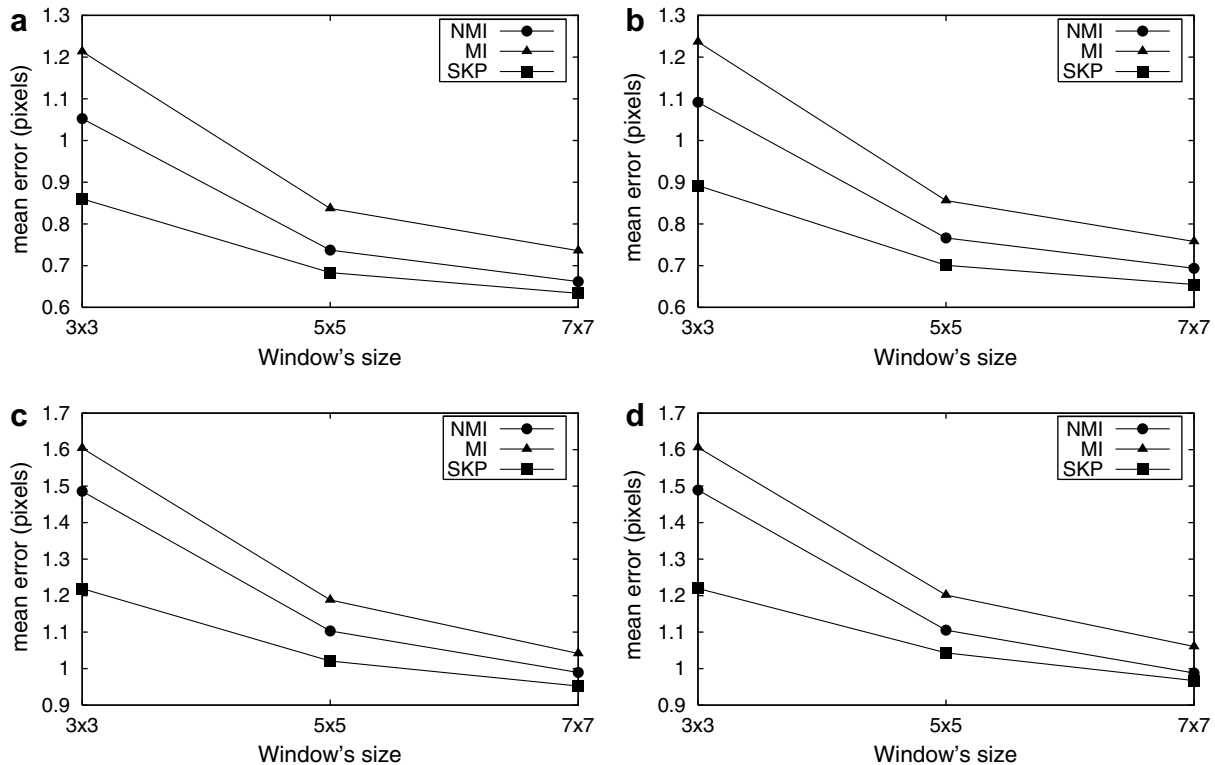 a
1.3
1.2
1.1
1
0.9
0.8
0.7
0.6
mean error (pixels)
3x3
5x5
7x7
Window's size
NMI
MI
SKP
b
1.3
1.2
1.1
1
0.9
0.8
0.7
0.6
mean error (pixels)
3x3
5x5
7x7
Window's size
NMI
MI
SKP
c
1.7
1.6
1.5
1.4
1.3
1.2
1.1
1
0.9
mean error (pixels)
3x3
5x5
7x7
Window's size
NMI
MI
SKP
d
1.7
1.6
1.5
1.4
1.3
1.2
1.1
1
0.9
mean error (pixels)
3x3
5x5
7x7
Window's size
NMI
MI
SKP